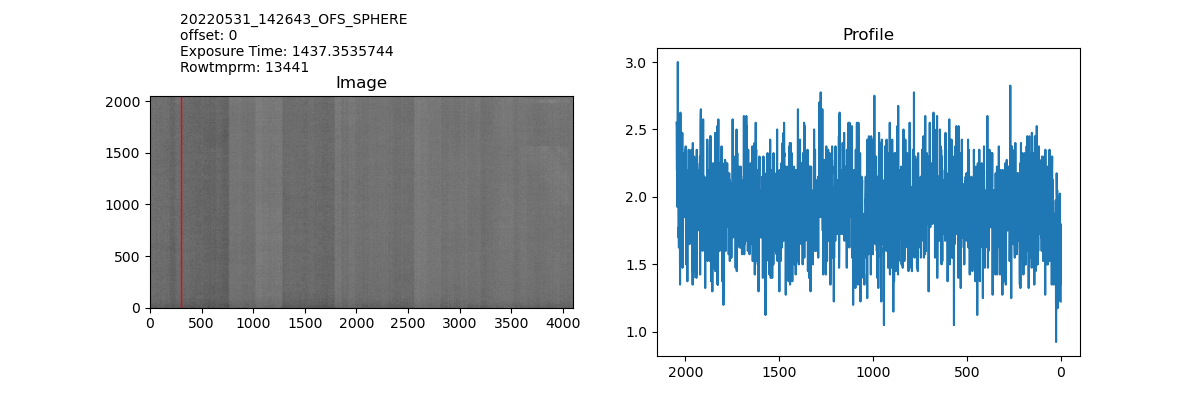 20220531_142643_OFS_SPHERE
offset: 0
Exposure Time: 1437.3535744
Rowtmprm: 13441
Image
2000
1500
1000
500
0
0 500 1000 1500 2000 2500 3000 3500 4000
Profile
3.0
2.5
2.0
1.5
1.0
2000 1500 1000 500 0